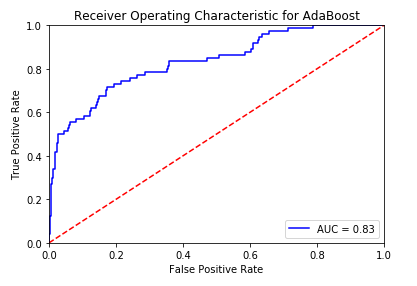 Receiver Operating Characteristic for AdaBoost
True Positive Rate
1.0
0.8
0.6
0.4
0.2
0.0
AUC = 0.83
0.0 0.2 0.4 0.6 0.8 1.0
False Positive Rate